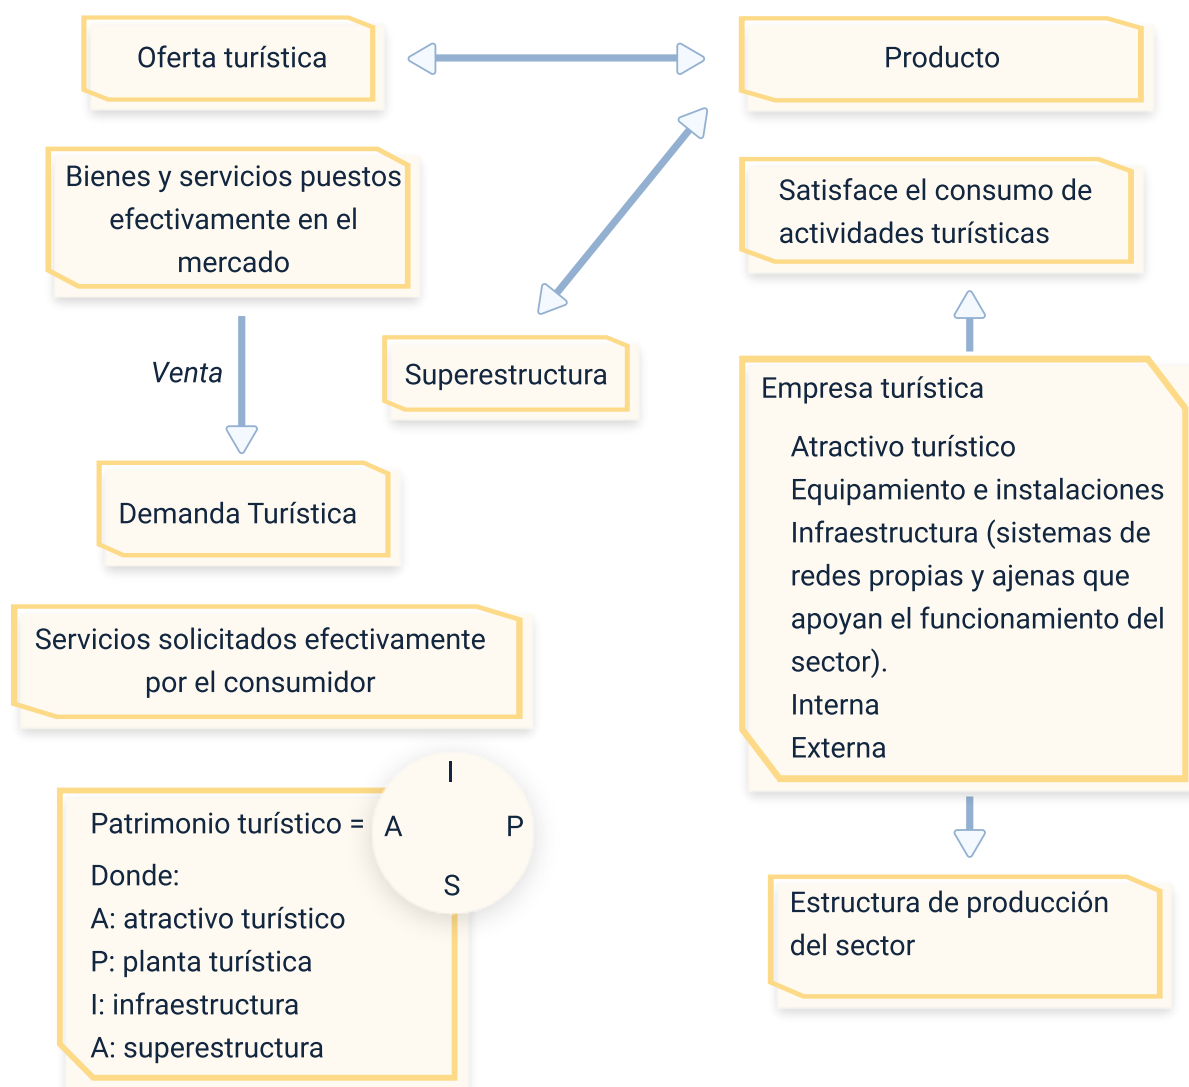 Oferta turística
Producto
Bienes y servicios puestos
efectivamente en el
mercado
Satisface el consumo de
actividades turísticas
Venta
Superestructura
Empresa turística
Atractivo turístico
Equipamiento e instalaciones
Infraestructura (sistemas de
redes propias y ajenas que
apoyan el funcionamiento del
sector).
Interna
Externa
Demanda Turística
Servicios solicitados efectivamente
por el consumidor
I
Patrimonio turístico = A P
S
Donde:
A: atractivo turístico
P: planta turística
I: infraestructura
A: superestructura
Estructura de producción
del sector